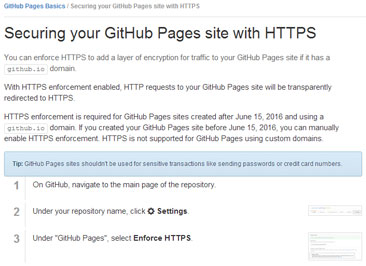 GitHub Pages Basics / Securing your GitHub Pages site with HTTPS
Securing your GitHub Pages site with HTTPS
You can enforce HTTPS to add a layer of encryption for traffic to your GitHub Pages site if it has a
github.io domain.
With HTTPS enforcement enabled, HTTP requests to your GitHub Pages site will be transparently
redirected to HTTPS.
HTTPS enforcement is required for GitHub Pages sites created after June 15, 2016 and using a
github.io domain. If you created your GitHub Pages site before June 15, 2016, you can manually
enable HTTPS enforcement. HTTPS is not supported for GitHub Pages using custom domains.
Tip: GitHub Pages sites shouldn't be used for sensitive transactions like sending passwords or credit card numbers.
1 On GitHub, navigate to the main page of the repository.
2 Under your repository name, click Settings.
3 Under "GitHub Pages", select Enforce HTTPS.